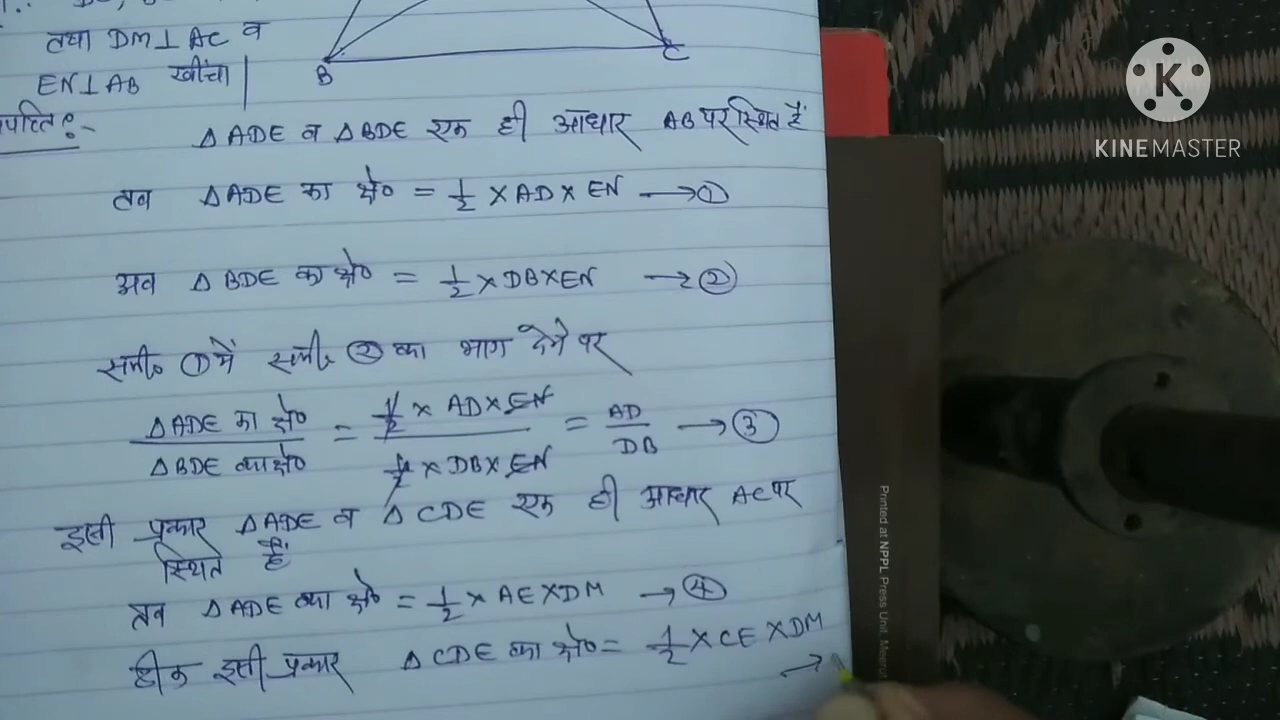 तथा DM⊥AC व
EN⊥AB खींचा |
B C
△ADE व △BDE एक ही आधार AB पर स्थित हैं
तब △ADE का क्षे० = 1/2 × AD × EN → ①
अब △BDE का क्षे० = 1/2 × DB × EN → ②
समी० ① में समी० ② का भाग देने पर
△ADE का क्षे० / △BDE का क्षे० = 1/2 × AD × EN / 1/2 × DB × EN = AD / DB → ③
इसी प्रकार △ADE व △CDE एक ही आधार AC पर
स्थित हैं
तब △ADE का क्षे० = 1/2 × AE × DM → ④
ठीक इसी प्रकार △CDE का क्षे० = 1/2 × CE × DM
→
K
KINEMASTER
Printed at NPPL Press Unit